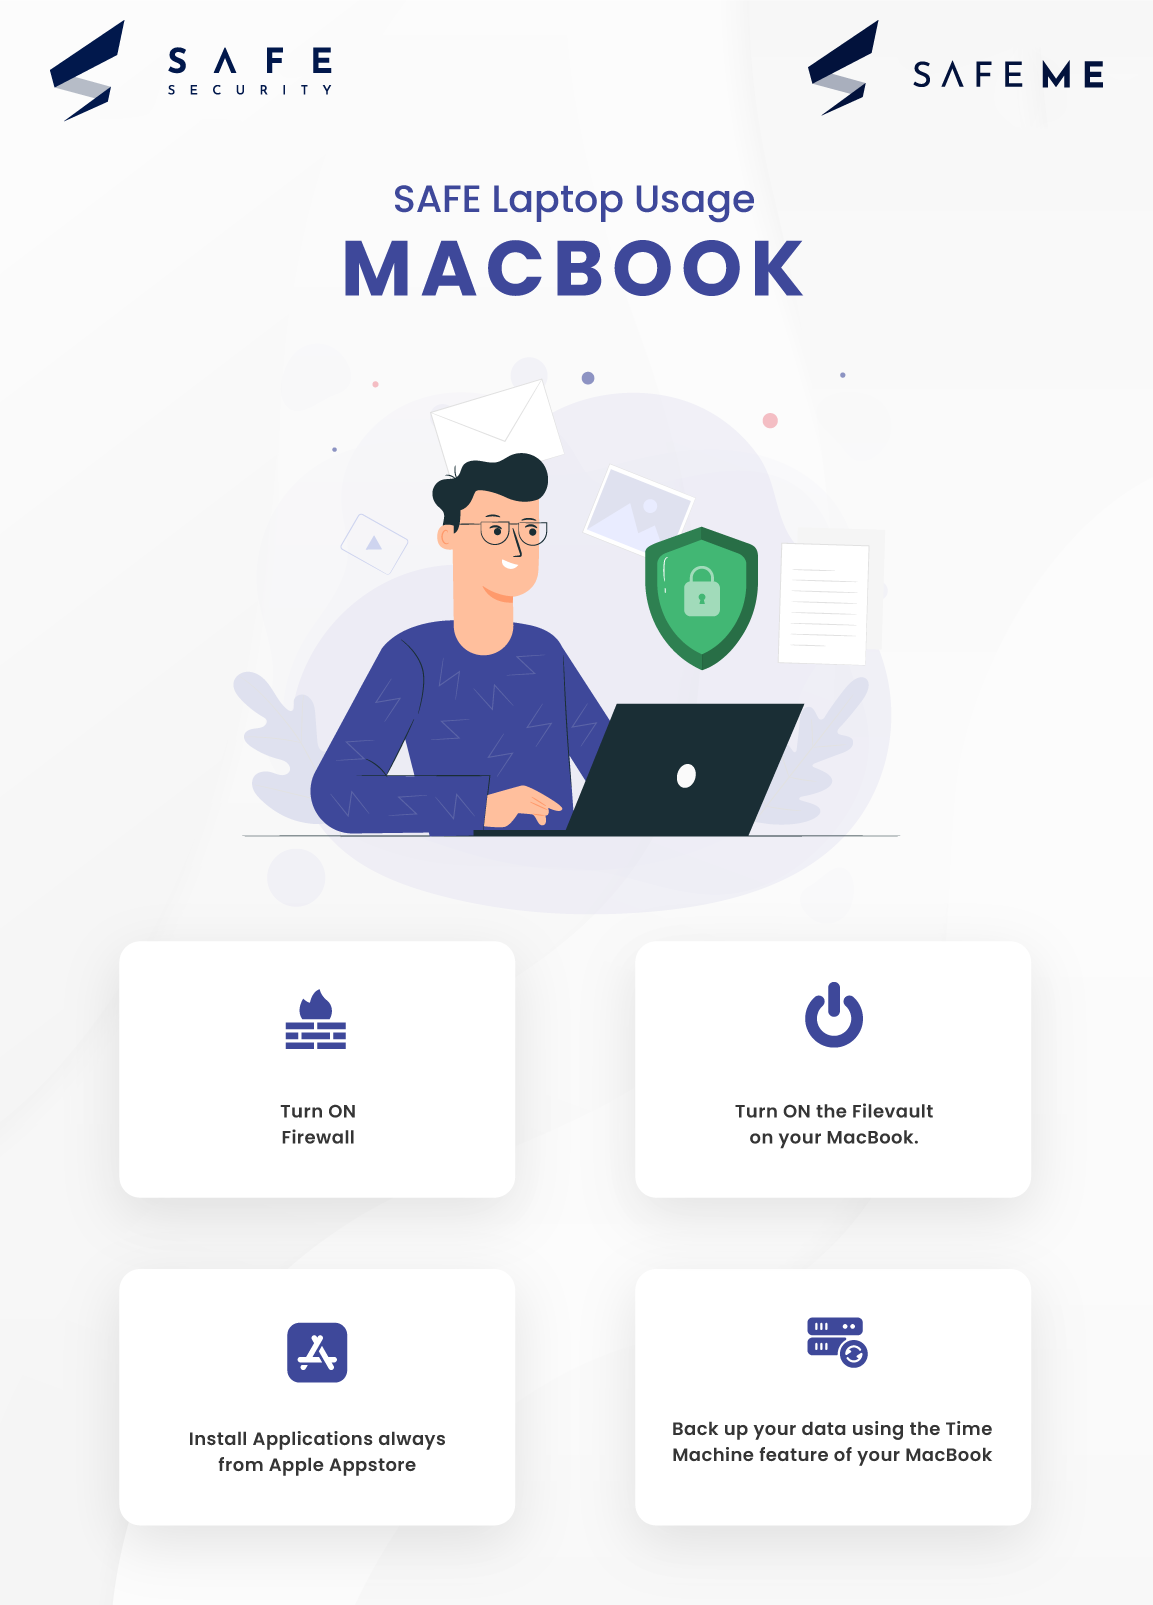 SAFE
SECURITY
SAFE ME
SAFE Laptop Usage
MACBOOK
Turn ON
Firewall
Turn ON the Filevault
on your MacBook.
Install Applications always
from Apple Appstore
Back up your data using the Time
Machine feature of your MacBook